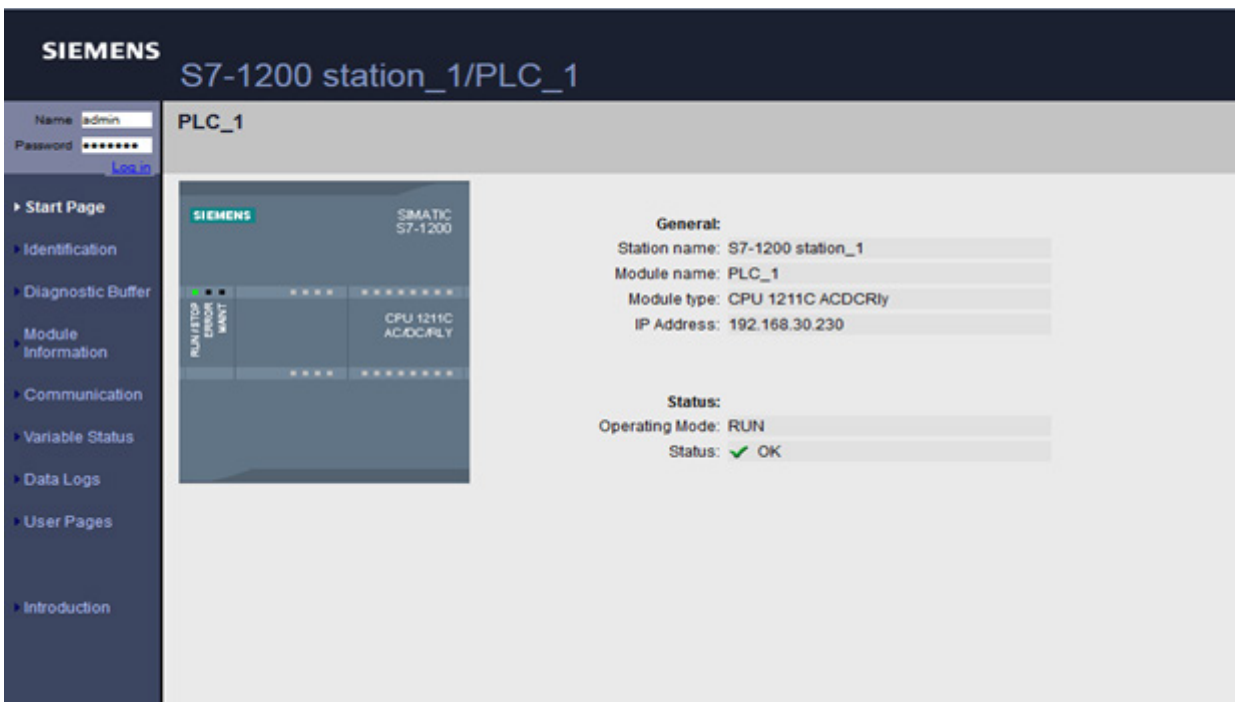 SIEMENS
S7-1200 station_1/PLC_1
Name admin
Password •••••••
Log in
PLC_1
Start Page
Identification
Diagnostic Buffer
Module
Information
Communication
Variable Status
Data Logs
User Pages
Introduction
SIEMENS
SIMATIC
S7-1200
RUN / STOP
ERROR
MAINT
CPU 1211C
AC/DC/RLY
General:
Station name: S7-1200 station_1
Module name: PLC_1
Module type: CPU 1211C ACDCRly
IP Address: 192.168.30.230
Status:
Operating Mode: RUN
Status: ✔ OK